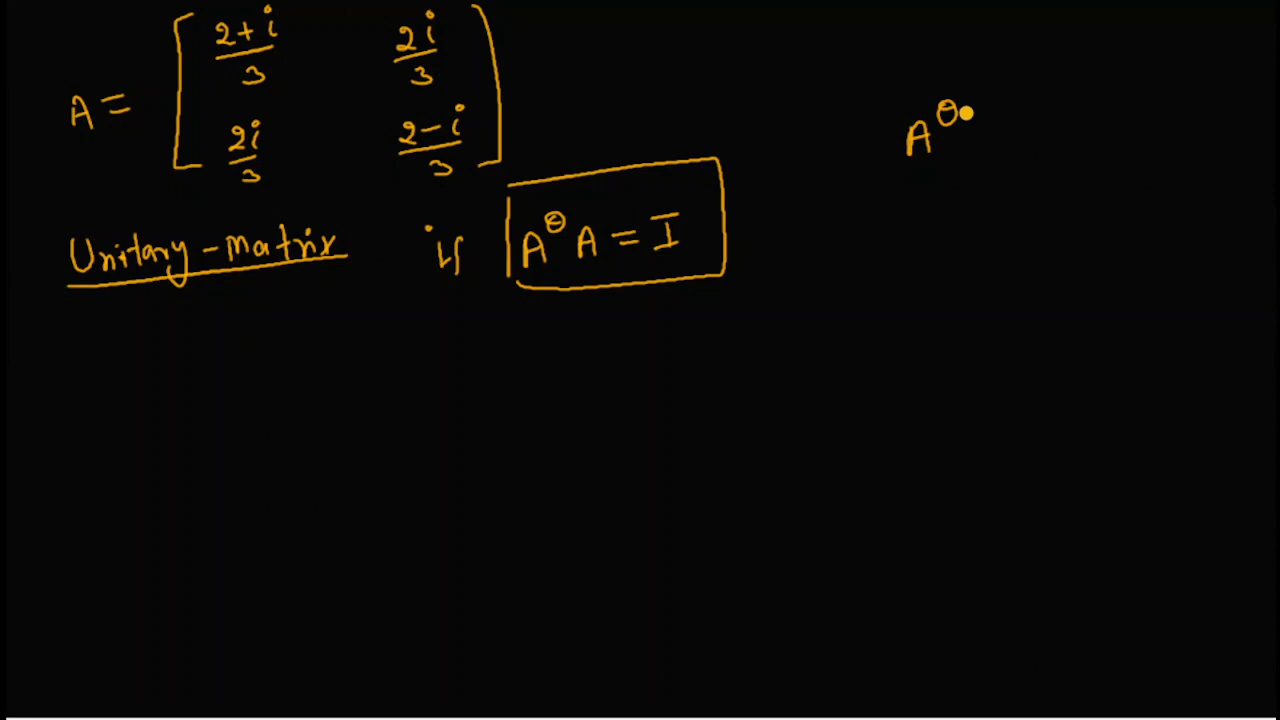 A = [ (2+i)/3 2i/3
2i/3 (2-i)/3 ]
A^θ
Unitary-matrix if A^θ A = I